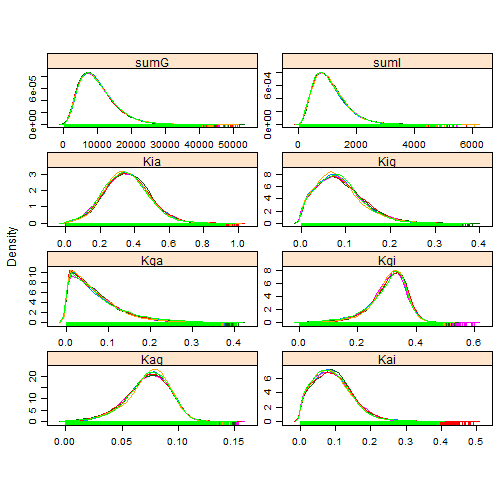 sumG
sumI
0e+00 6e-05
0e+00 6e-04
0 10000 20000 30000 40000 50000
0 2000 4000 6000
Kia
Kig
0 1 2 3
0 2 4 6 8
0.0 0.2 0.4 0.6 0.8 1.0
0.0 0.1 0.2 0.3 0.4
Density
Kga
Kgi
0 2 4 6 8 10
0 2 4 6 8
0.0 0.1 0.2 0.3 0.4
0.0 0.2 0.4 0.6
Kag
Kai
0 5 10 20
0 2 4 6
0.00 0.05 0.10 0.15
0.0 0.1 0.2 0.3 0.4 0.5